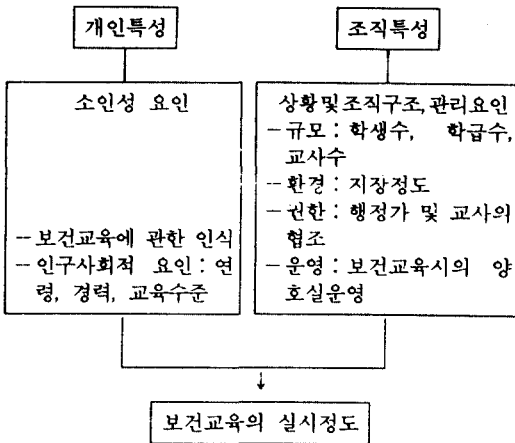 개인특성
소인성 요인
－보건교육에 관한 인식
－인구사회적 요인 : 연
령, 경력, 교육수준
조직특성
상황및조직구조, 관리요인
－규모 : 학생수, 학급수,
교사수
－환경 : 지장정도
－권한 : 행정가 및 교사의
협조
－운영 : 보건교육시의 양
호실운영
보건교육의 실시정도